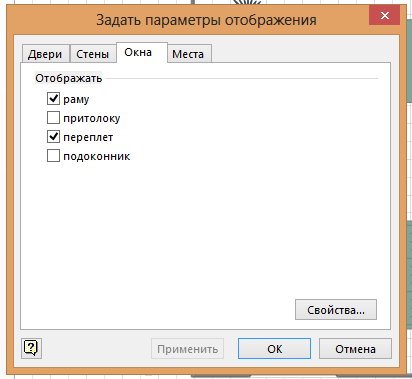 Задать параметры отображения
Двери Стены Окна Места
Отображать
раму
притолоку
переплет
подоконник
Свойства...
Применить ОК Отмена